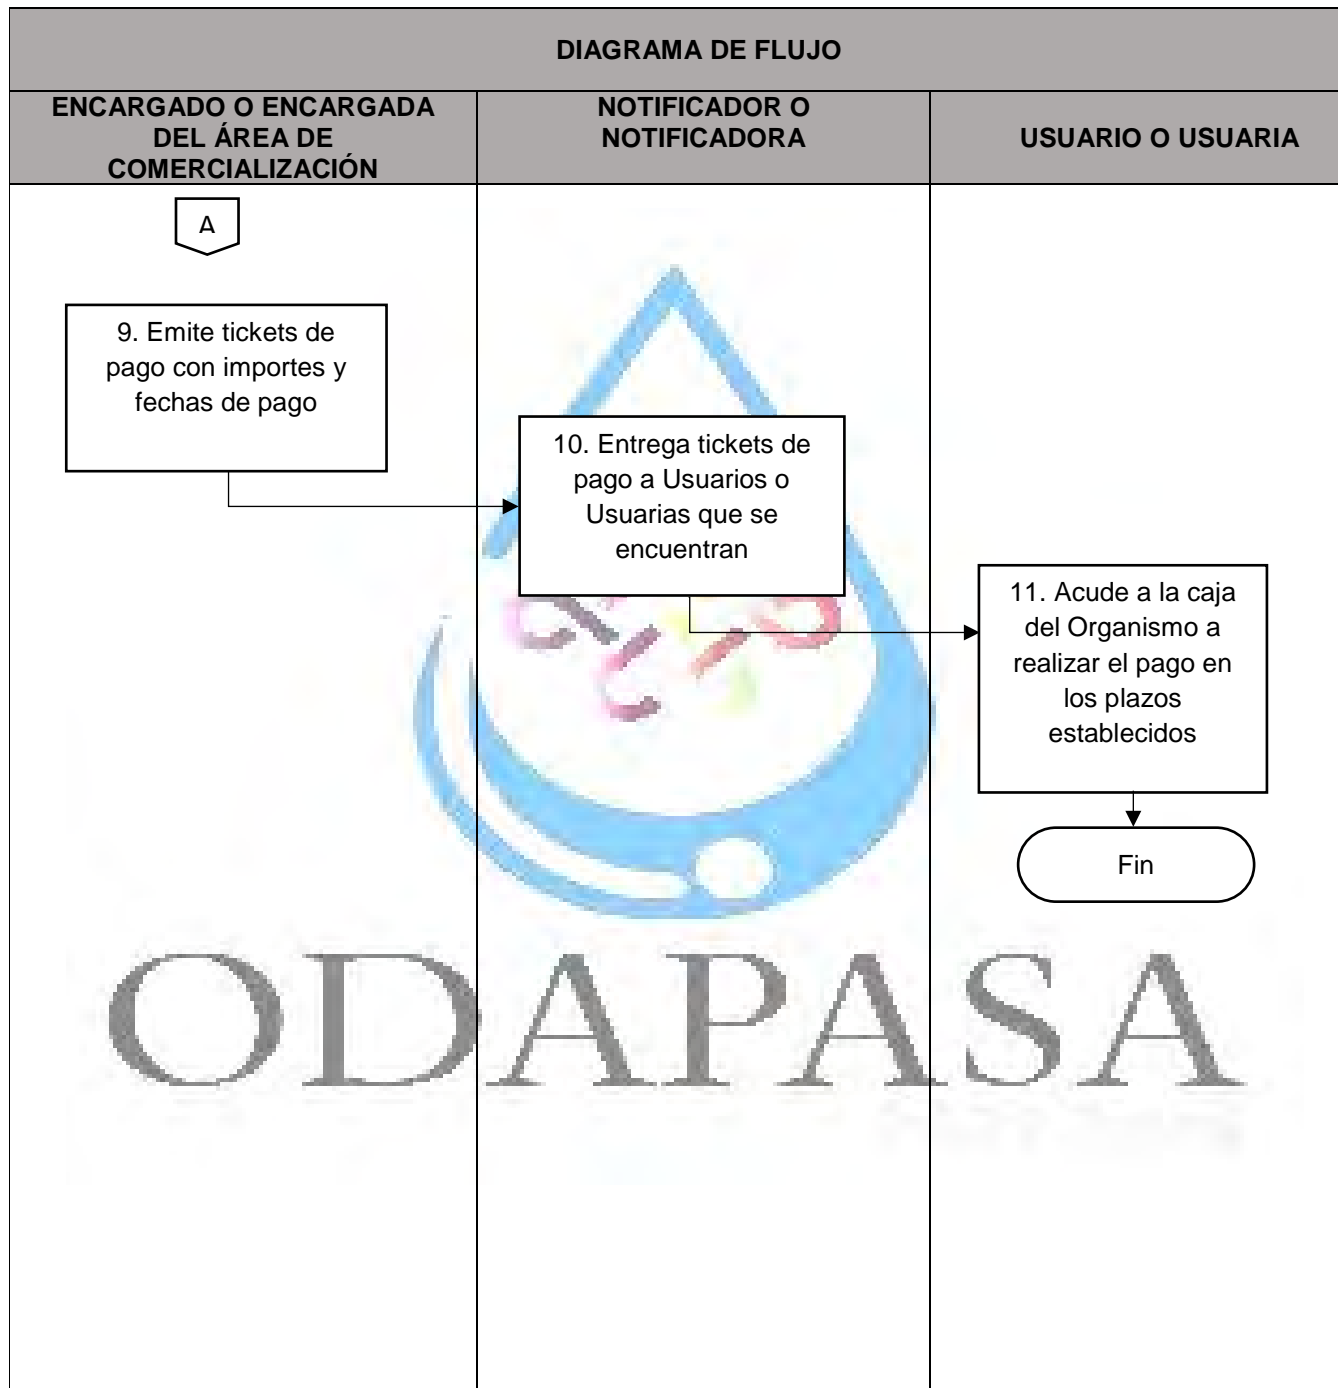 DIAGRAMA DE FLUJO
ENCARGADO O ENCARGADA
DEL ÁREA DE
COMERCIALIZACIÓN
NOTIFICADOR O
NOTIFICADORA
USUARIO O USUARIA
A
9. Emite tickets de
pago con importes y
fechas de pago
10. Entrega tickets de
pago a Usuarios o
Usuarias que se
encuentran
11. Acude a la caja
del Organismo a
realizar el pago en
los plazos
establecidos
Fin
ODAPASA